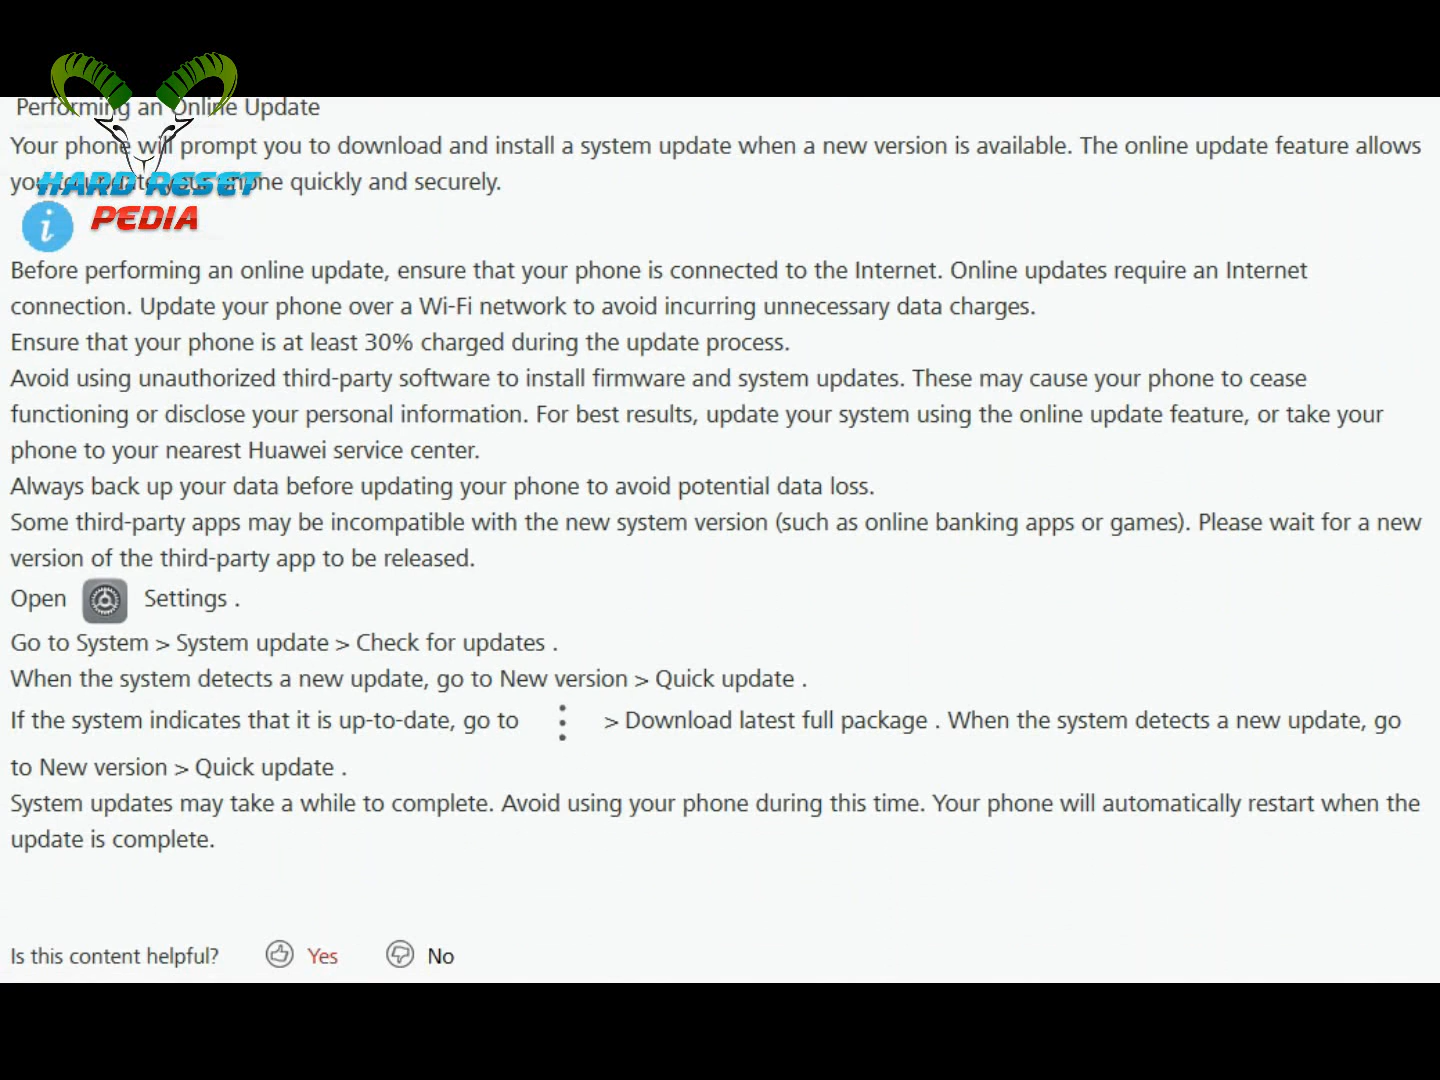 Performing an Online Update
Your phone will prompt you to download and install a system update when a new version is available. The online update feature allows
you to update your phone quickly and securely.
HARD RESET
PEDIA
i
Before performing an online update, ensure that your phone is connected to the Internet. Online updates require an Internet
connection. Update your phone over a Wi-Fi network to avoid incurring unnecessary data charges.
Ensure that your phone is at least 30% charged during the update process.
Avoid using unauthorized third-party software to install firmware and system updates. These may cause your phone to cease
functioning or disclose your personal information. For best results, update your system using the online update feature, or take your
phone to your nearest Huawei service center.
Always back up your data before updating your phone to avoid potential data loss.
Some third-party apps may be incompatible with the new system version (such as online banking apps or games). Please wait for a new
version of the third-party app to be released.
Open Settings .
Go to System > System update > Check for updates .
When the system detects a new update, go to New version > Quick update .
If the system indicates that it is up-to-date, go to > Download latest full package . When the system detects a new update, go
to New version > Quick update .
System updates may take a while to complete. Avoid using your phone during this time. Your phone will automatically restart when the
update is complete.
Is this content helpful? Yes No